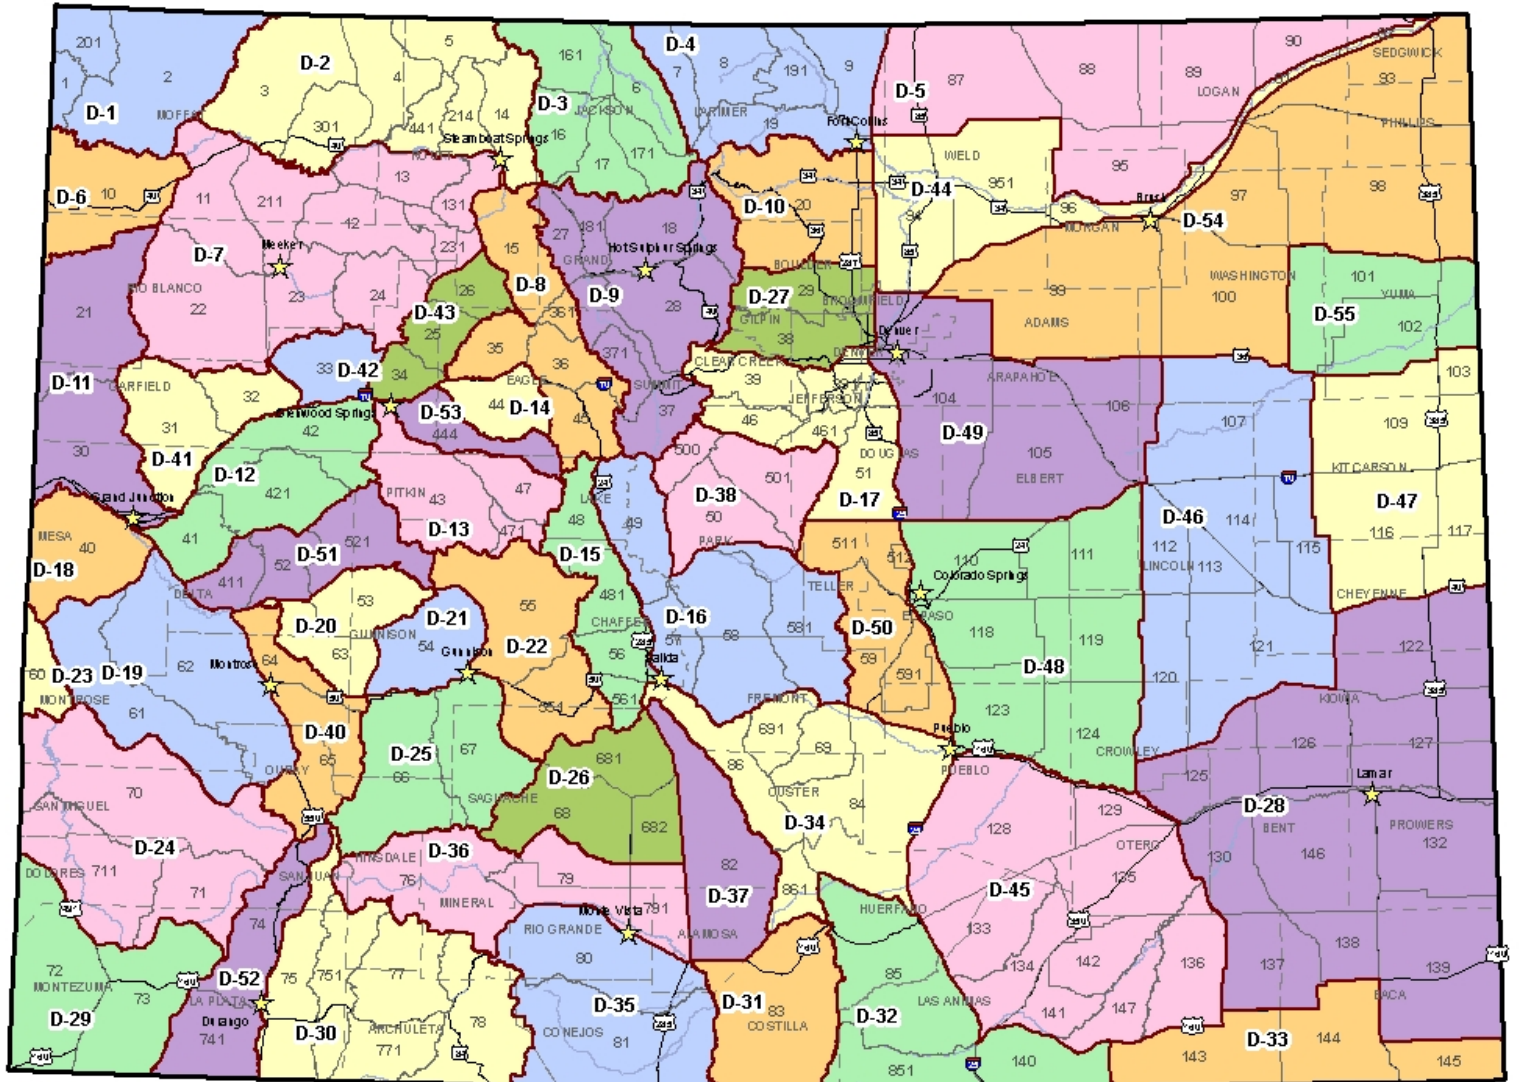 201
5
D-2
161
D-4
90
SEDGWICK
1
2
3
4
7
8
191
9
87
88
89
93
6
D-5
LOGAN
D-1
301
441
214
14
D-3
JACKSON
LARIMER
19
Fort Collins
PHILLIPS
16
Steamboat Springs
17
171
WELD
95
D-6
10
11
211
13
131
D-10
20
D-44
951
94
96
Brush
97
98
D-54
MORGAN
42
D-7
Meeker
231
15
27
181
18
Hot Sulphur Springs
GRAND
BOULDER
RIO BLANCO
22
23
24
26
D-8
D-9
28
D-27
29
BROOMFIELD
GILPIN
99
WASHINGTON
100
101
YUMA
21
D-43
25
361
38
Denver
ADAMS
D-55
102
33
D-42
34
35
36
371
CLEAR CREEK
39
ARAPAHOE
103
D-11
GARFIELD
32
EAGLE
SUMMIT
JEFFERSON
104
106
Glenwood Springs
D-53
44
D-14
45
37
46
461
DOUGLAS
D-49
107
109
31
42
444
500
105
ELBERT
KIT CARSON
30
D-41
D-12
421
PITKIN
43
47
LAKE
D-38
501
51
D-17
D-47
Grand Junction
D-13
471
48
49
50
PARK
D-46
114
116
117
MESA
40
41
D-51
521
52
D-15
511
512
110
111
112
115
LINCOLN
113
D-18
411
DELTA
53
55
481
TELLER
Colorado Springs
CHEYENNE
D-20
D-21
CHAFFEE
D-16
EL PASO
GUNNISON
54
D-22
57
58
581
D-50
118
119
121
122
60
D-23
D-19
62
Montrose
64
63
Gunnison
56
Salida
59
591
D-48
120
MONTROSE
61
551
561
FREMONT
KIOWA
D-40
D-25
67
691
69
123
124
CROWLEY
126
127
OURAY
65
66
D-26
681
86
Pueblo
PUEBLO
125
Lamar
70
SAN MIGUEL
SAGUACHE
68
682
CUSTER
84
D-34
128
129
D-28
BENT
PROWERS
132
D-24
OTERO
DOLORES
711
71
HINSDALE
D-36
76
79
82
130
146
SAN JUAN
MINERAL
791
D-37
861
D-45
135
74
RIO GRANDE
Monte Vista
ALAMOSA
HUERFANO
133
138
72
MONTEZUMA
73
D-52
75
751
77
80
85
134
142
136
137
139
LA PLATA
D-35
D-31
83
LAS ANIMAS
BACA
D-29
Durango
741
D-30
ARCHULETA
771
78
CONEJOS
81
COSTILLA
D-32
141
147
D-33
144
851
140
143
145